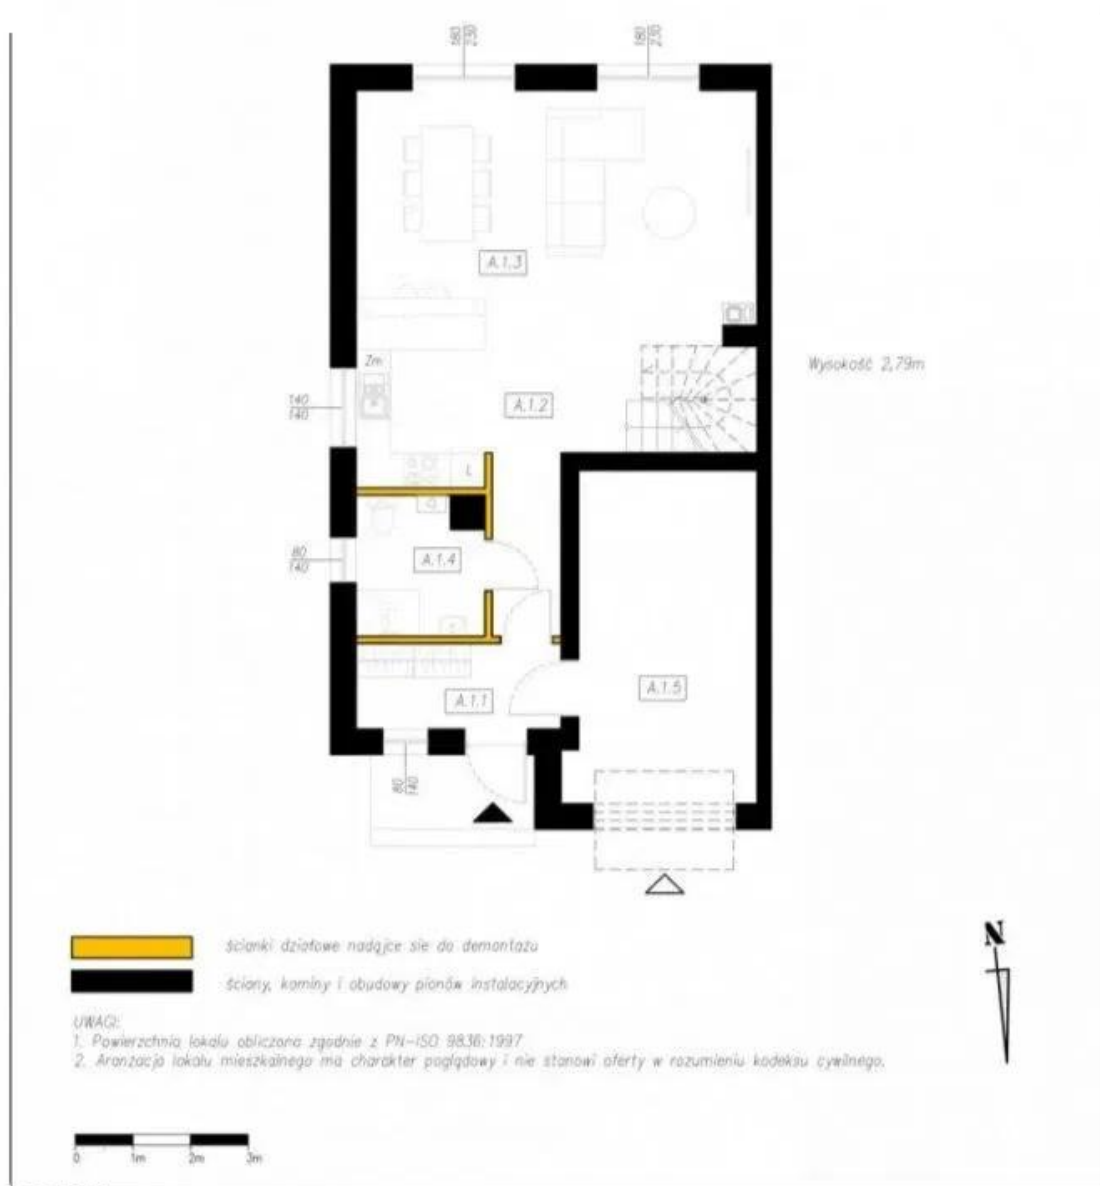 180
230
180
230
A.1.3
Zm
Wysokość 2,79m
140
140
A.1.2
L
80
140
A.1.4
A.1.5
A.1.1
80
140
N
ścianki działowe nadąjce sie do demontażu
ściany, kominy i obudowy pionów instalacyjnych
UWAGI:
1. Powierzchnia lokalu obliczona zgodnie z PN-ISO 9836:1997
2. Aranżacja lokalu mieszkalnego ma charakter poglądowy i nie stanowi oferty w rozumieniu kodeksu cywilnego.
0 1m 2m 3m